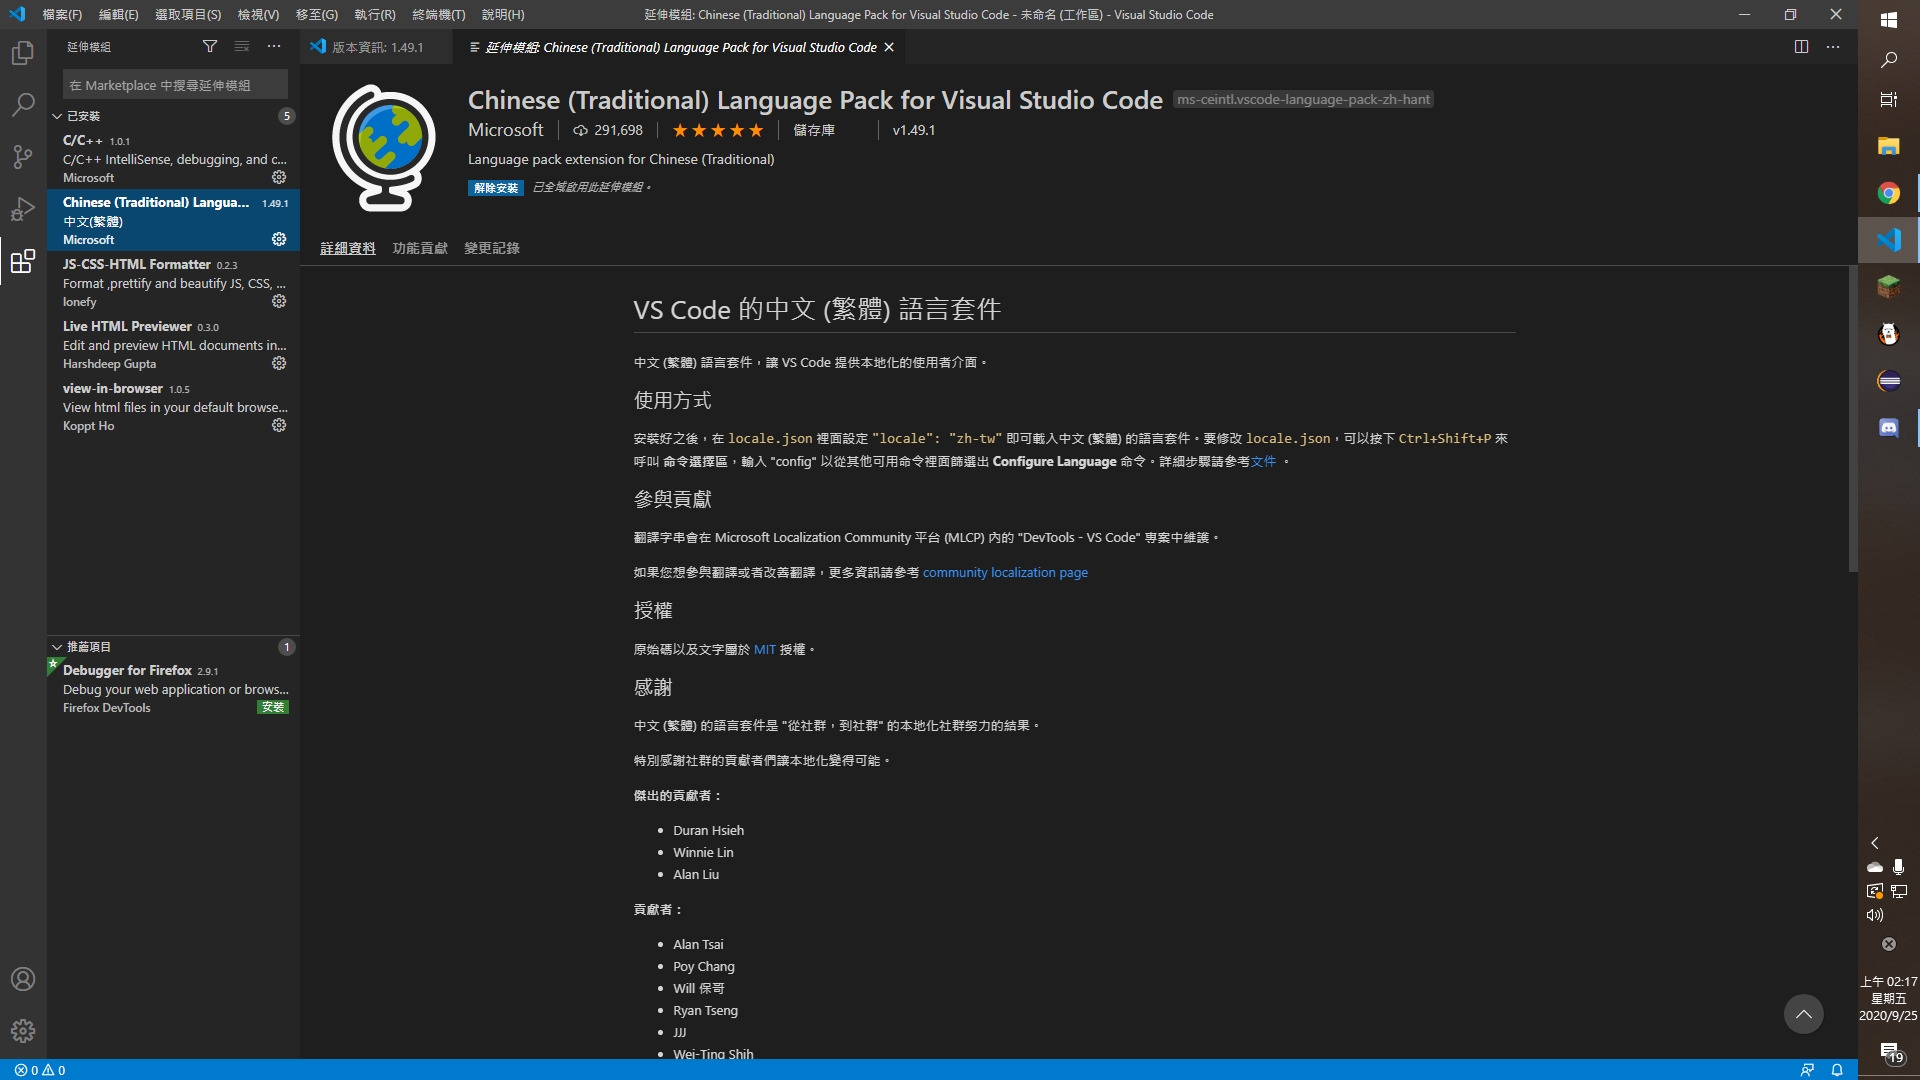 檔案(F) 編輯(E) 選取項目(S) 檢視(V) 移至(G) 執行(R) 終端機(T) 說明(H)
延伸模組: Chinese (Traditional) Language Pack for Visual Studio Code - 未命名 (工作區) - Visual Studio Code
延伸模組
在 Marketplace 中搜尋延伸模組
已安裝 5
C/C++ 1.0.1
C/C++ IntelliSense, debugging, and c...
Microsoft
Chinese (Traditional) Langua... 1.49.1
中文(繁體)
Microsoft
JS-CSS-HTML Formatter 0.2.3
Format ,prettify and beautify JS, CSS, ...
lonefy
Live HTML Previewer 0.3.0
Edit and preview HTML documents in...
Harshdeep Gupta
view-in-browser 1.0.5
View html files in your default browse...
Koppt Ho
推薦項目 1
Debugger for Firefox 2.9.1
Debug your web application or brows...
Firefox DevTools 安裝
版本資訊: 1.49.1
延伸模組: Chinese (Traditional) Language Pack for Visual Studio Code
Chinese (Traditional) Language Pack for Visual Studio Code ms-ceintl.vscode-language-pack-zh-hant
Microsoft 291,698 儲存庫 v1.49.1
Language pack extension for Chinese (Traditional)
解除安裝 已全域啟用此延伸模組。
詳細資料 功能貢獻 變更記錄
VS Code 的中文 (繁體) 語言套件
中文 (繁體) 語言套件，讓 VS Code 提供本地化的使用者介面。
使用方式
安裝好之後，在 locale.json 裡面設定 "locale": "zh-tw" 即可載入中文 (繁體) 的語言套件。要修改 locale.json，可以按下 Ctrl+Shift+P 來
呼叫 命令選擇區，輸入 "config" 以從其他可用命令裡面篩選出 Configure Language 命令。詳細步驟請參考文件 。
參與貢獻
翻譯字串會在 Microsoft Localization Community 平台 (MLCP) 內的 "DevTools - VS Code" 專案中維護。
如果您想參與翻譯或者改善翻譯，更多資訊請參考 community localization page
授權
原始碼以及文字屬於 MIT 授權。
感謝
中文 (繁體) 的語言套件是 "從社群，到社群" 的本地化社群努力的結果。
特別感謝社群的貢獻者們讓本地化變得可能。
傑出的貢獻者：
Duran Hsieh
Winnie Lin
Alan Liu
貢獻者：
Alan Tsai
Poy Chang
Will 保哥
Ryan Tseng
JJJ
Wei-Ting Shih
0 0
上午 02:17
星期五
2020/9/25
19